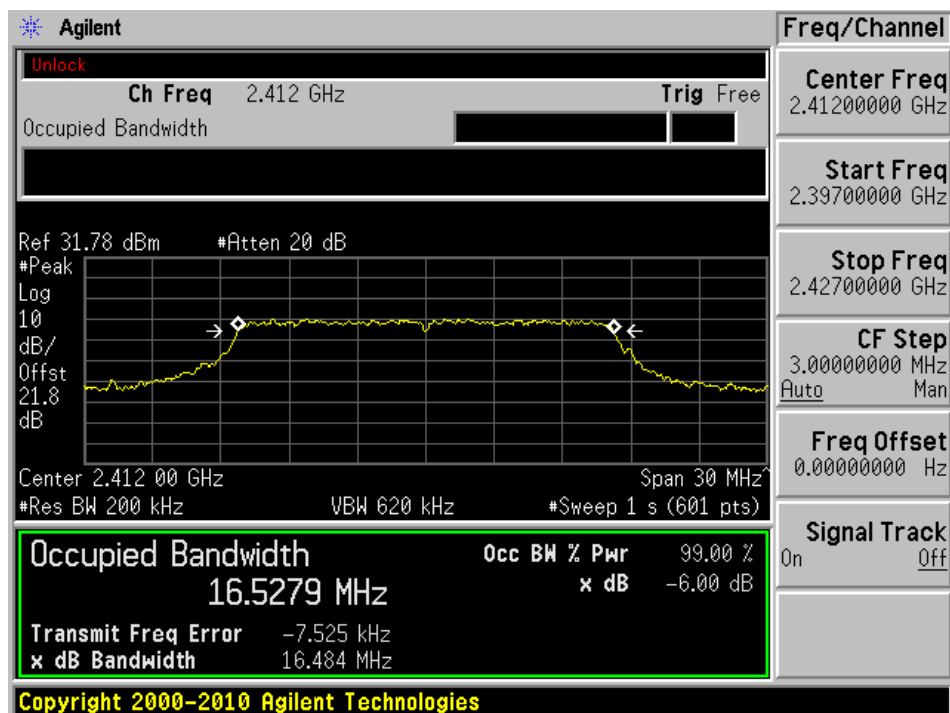 Agilent
Freq/Channel
Unlock
Ch Freq 2.412 GHz Trig Free
Occupied Bandwidth
Center Freq
2.41200000 GHz
Start Freq
2.39700000 GHz
Stop Freq
2.42700000 GHz
CF Step
3.00000000 MHz
Auto Man
Freq Offset
0.00000000 Hz
Signal Track
On Off
Ref 31.78 dBm #Atten 20 dB
#Peak
Log
10
dB/
Offst
21.8
dB
Center 2.412 00 GHz Span 30 MHz^
#Res BW 200 kHz VBW 620 kHz #Sweep 1 s (601 pts)
Occupied Bandwidth Occ BW % Pwr 99.00 %
16.5279 MHz x dB -6.00 dB
Transmit Freq Error -7.525 kHz
x dB Bandwidth 16.484 MHz
Copyright 2000-2010 Agilent Technologies